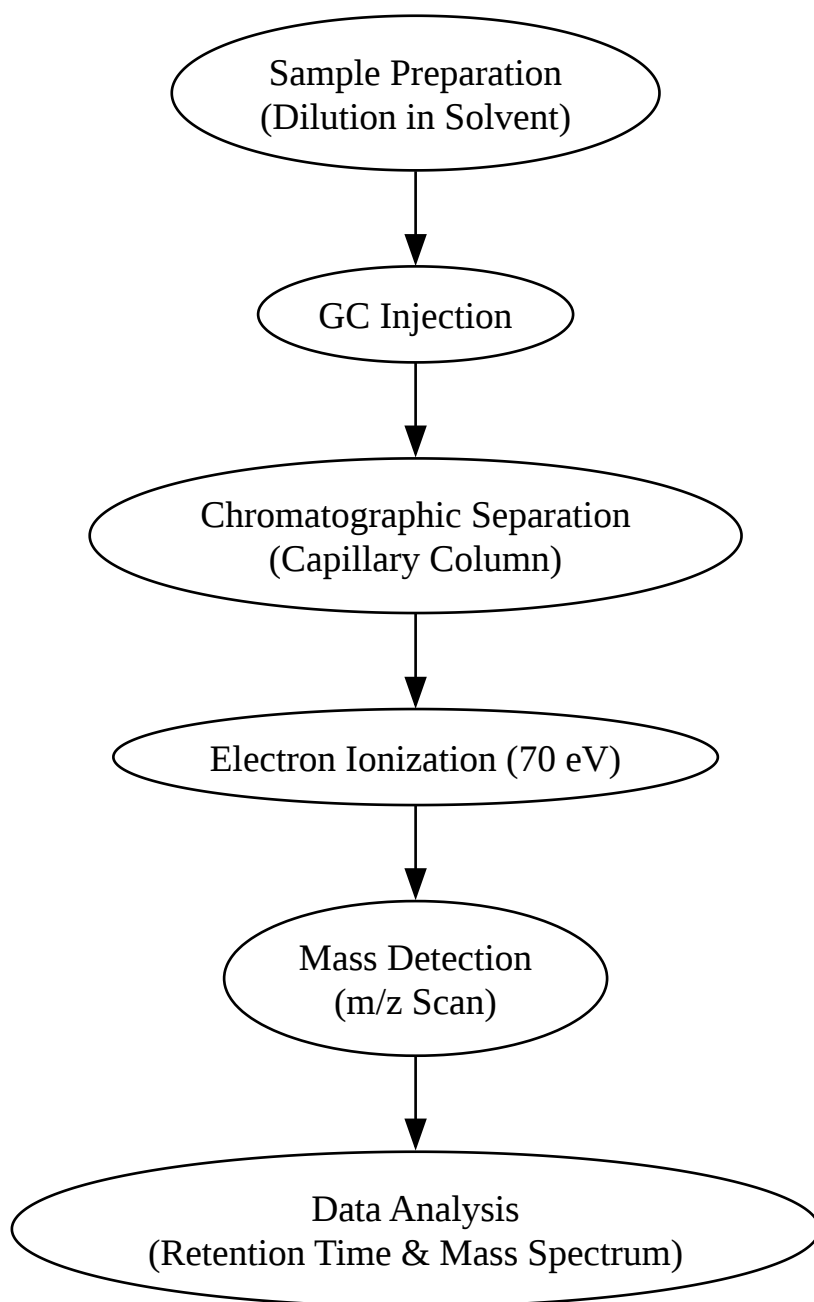 Sample Preparation
(Dilution in Solvent)
GC Injection
Chromatographic Separation
(Capillary Column)
Electron Ionization (70 eV)
Mass Detection
(m/z Scan)
Data Analysis
(Retention Time & Mass Spectrum)